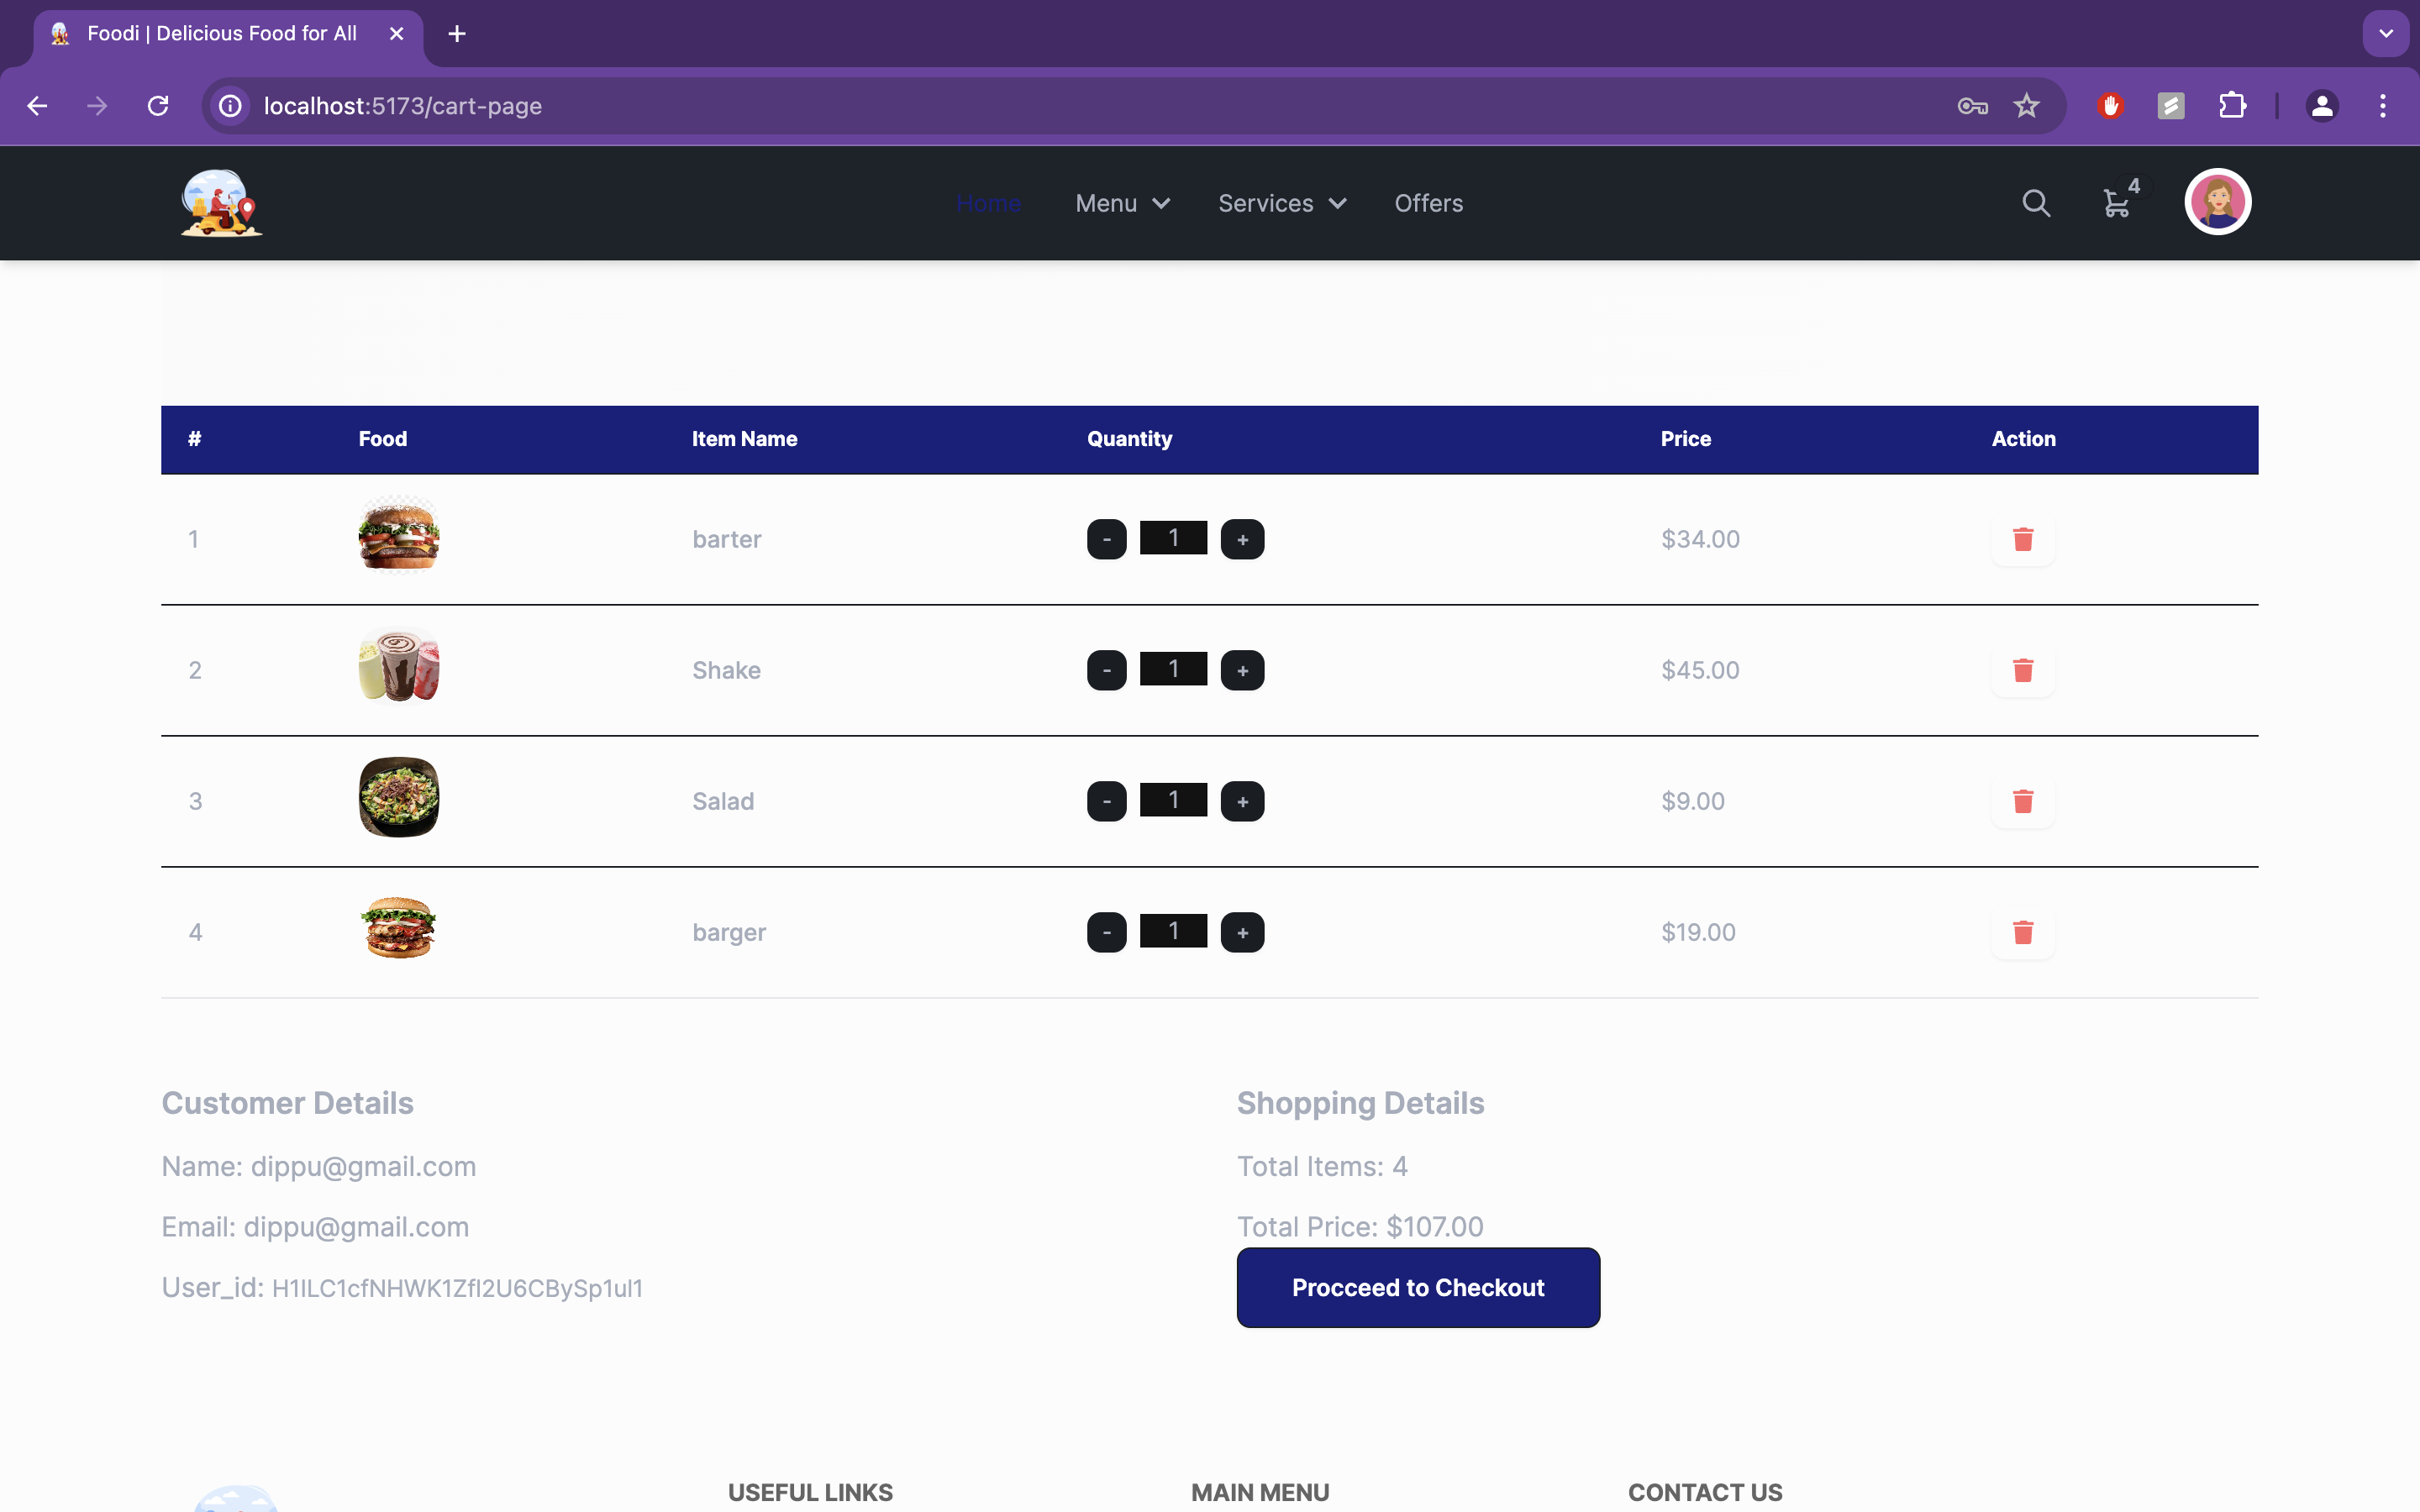 Foodi | Delicious Food for All
localhost:5173/cart-page
Home Menu Services Offers 4
# Food Item Name Quantity Price Action
1 barter - 1 + $34.00
2 Shake - 1 + $45.00
3 Salad - 1 + $9.00
4 barger - 1 + $19.00
Customer Details
Name: dippu@gmail.com
Email: dippu@gmail.com
User_id: H1lLC1cfNHWK1Zfl2U6CBySp1ul1
Shopping Details
Total Items: 4
Total Price: $107.00
Procceed to Checkout
USEFUL LINKS MAIN MENU CONTACT US